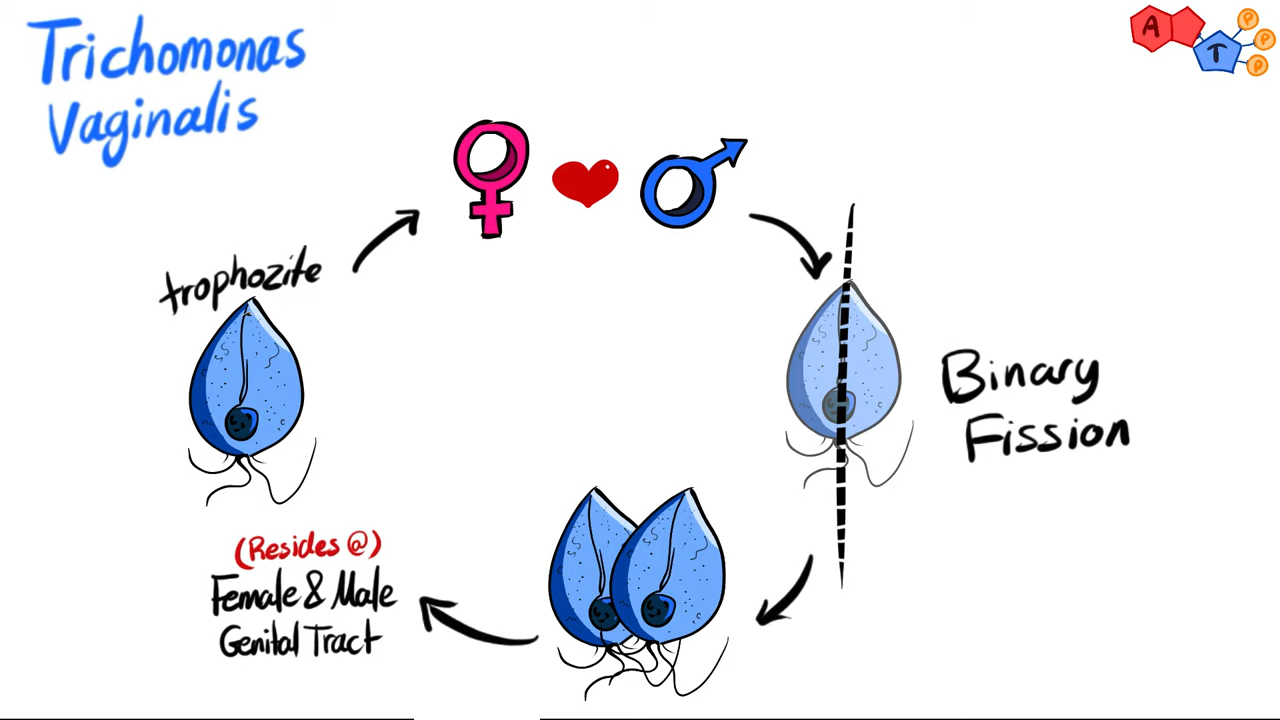 Trichomonas
Vaginalis
A
T
P
P
P
trophozite
Binary
Fission
(Resides @)
Female & Male
Genital Tract